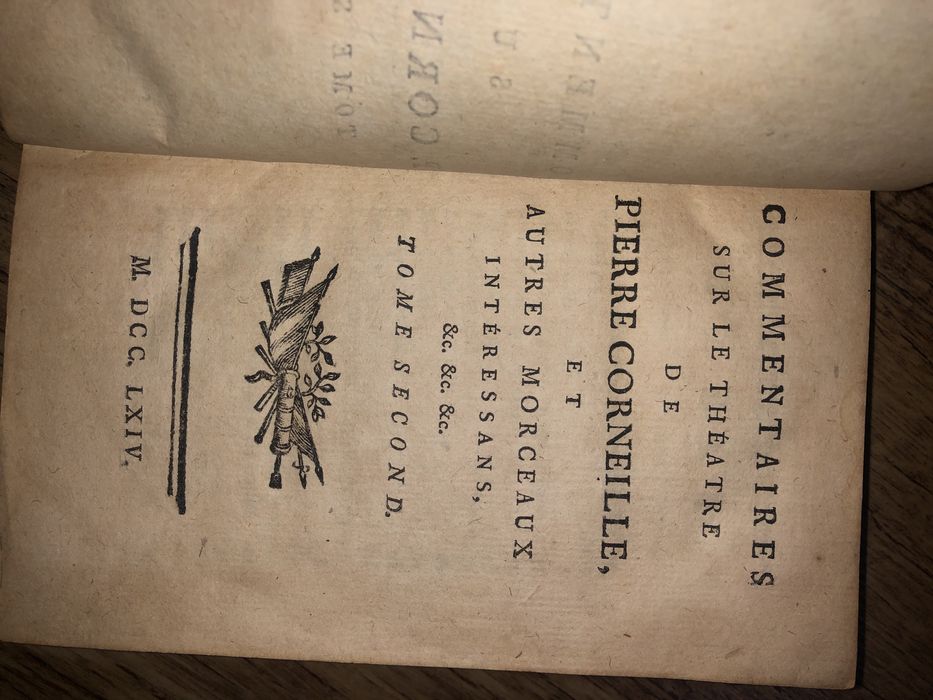 COMMENTAIRES
SUR LE THÉATRE
DE
PIERRE CORNEILLE,
ET
AUTRES MORCEAUX
INTÉRESSANS,
&c. &c. &c.
TOME SECOND.
M. DCC. LXIV.